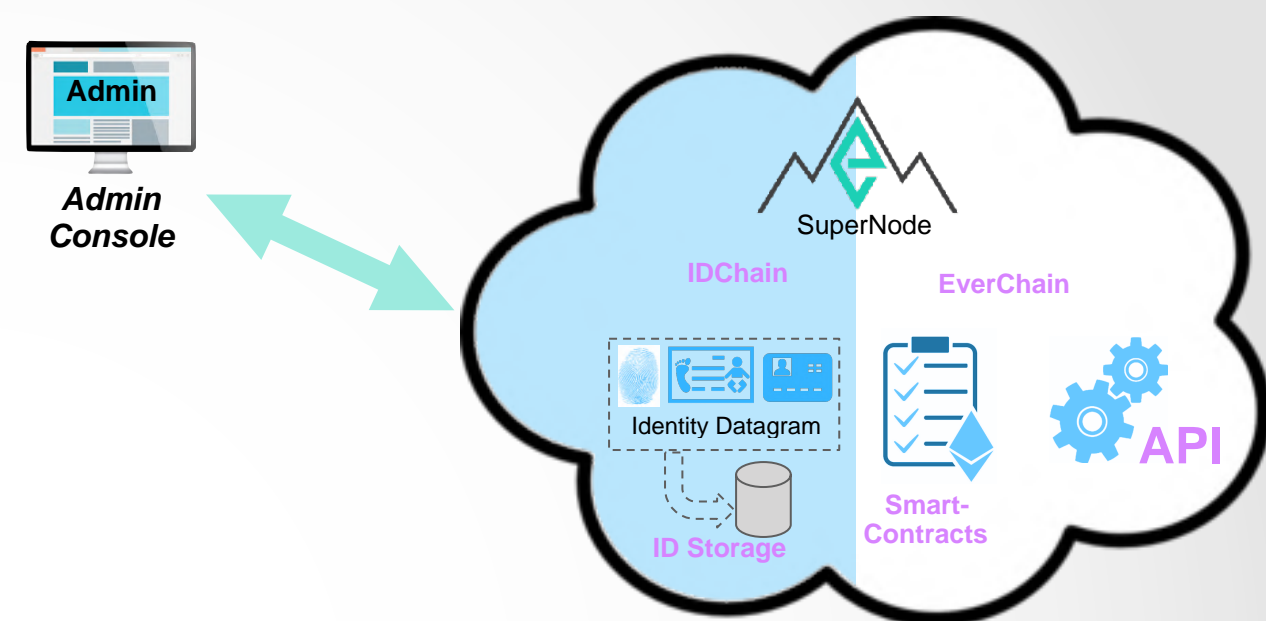 Admin
Admin
Console
SuperNode
IDChain
EverChain
Identity Datagram
ID Storage
Smart-
Contracts
API